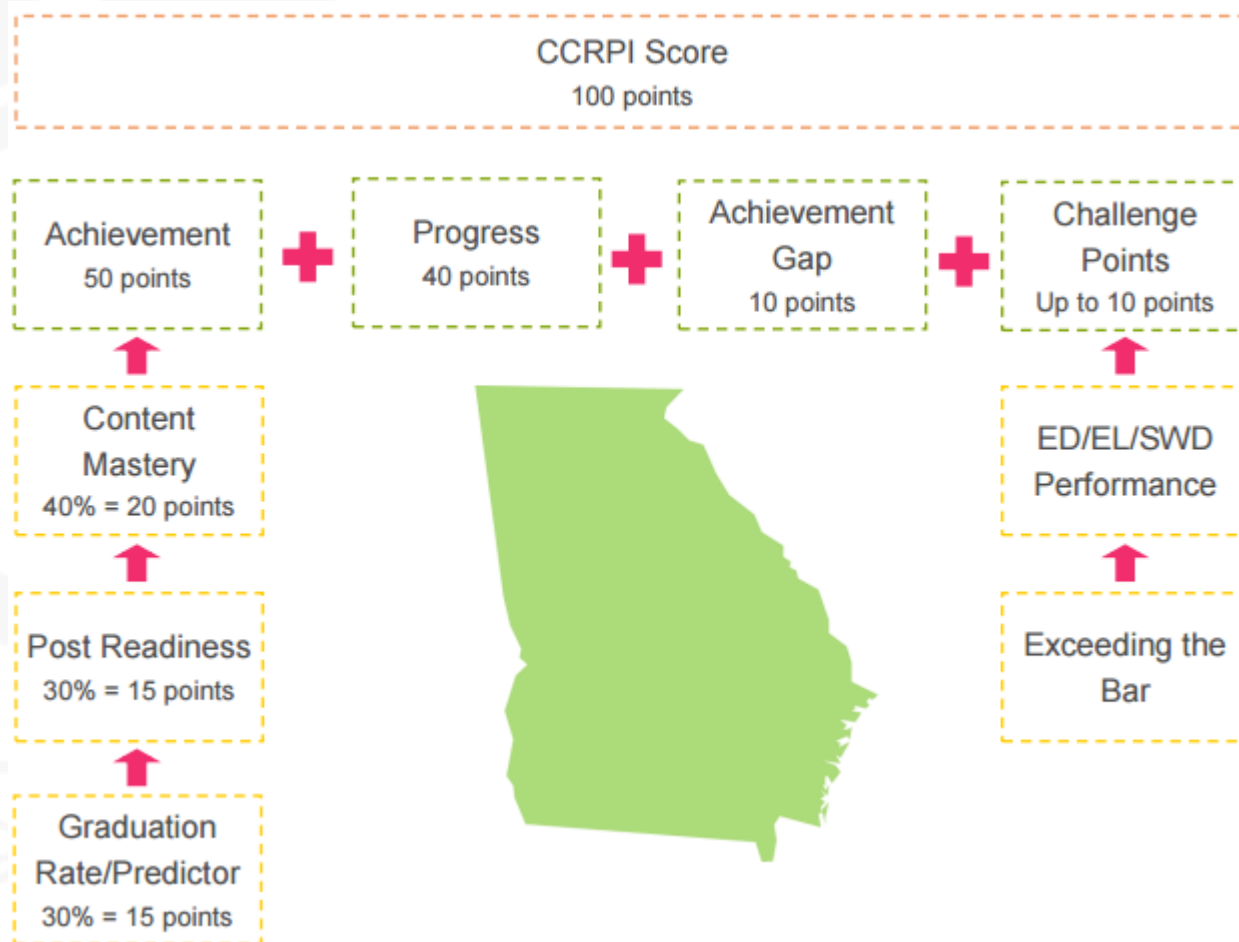 CCRPI Score
100 points
Achievement
50 points
Progress
40 points
Achievement
Gap
10 points
Challenge
Points
Up to 10 points
Content
Mastery
40% = 20 points
ED/EL/SWD
Performance
Post Readiness
30% = 15 points
Exceeding the
Bar
Graduation
Rate/Predictor
30% = 15 points